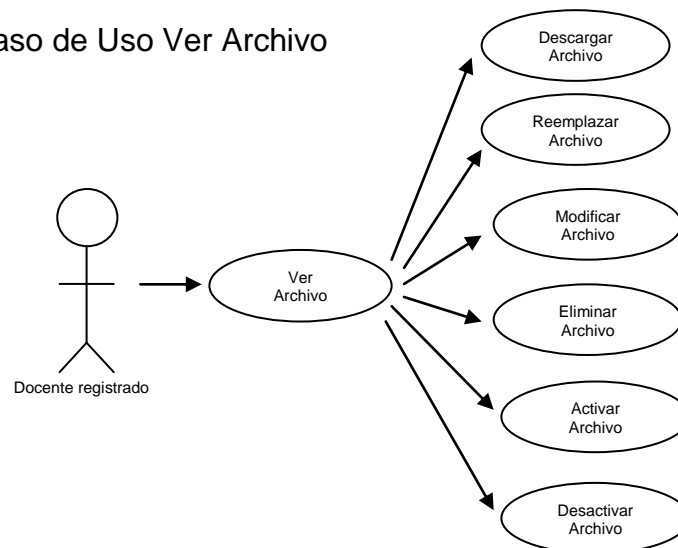 aso de Uso Ver Archivo
Descargar
Archivo
Reemplazar
Archivo
Modificar
Archivo
Ver
Archivo
Eliminar
Archivo
Docente registrado
Activar
Archivo
Desactivar
Archivo